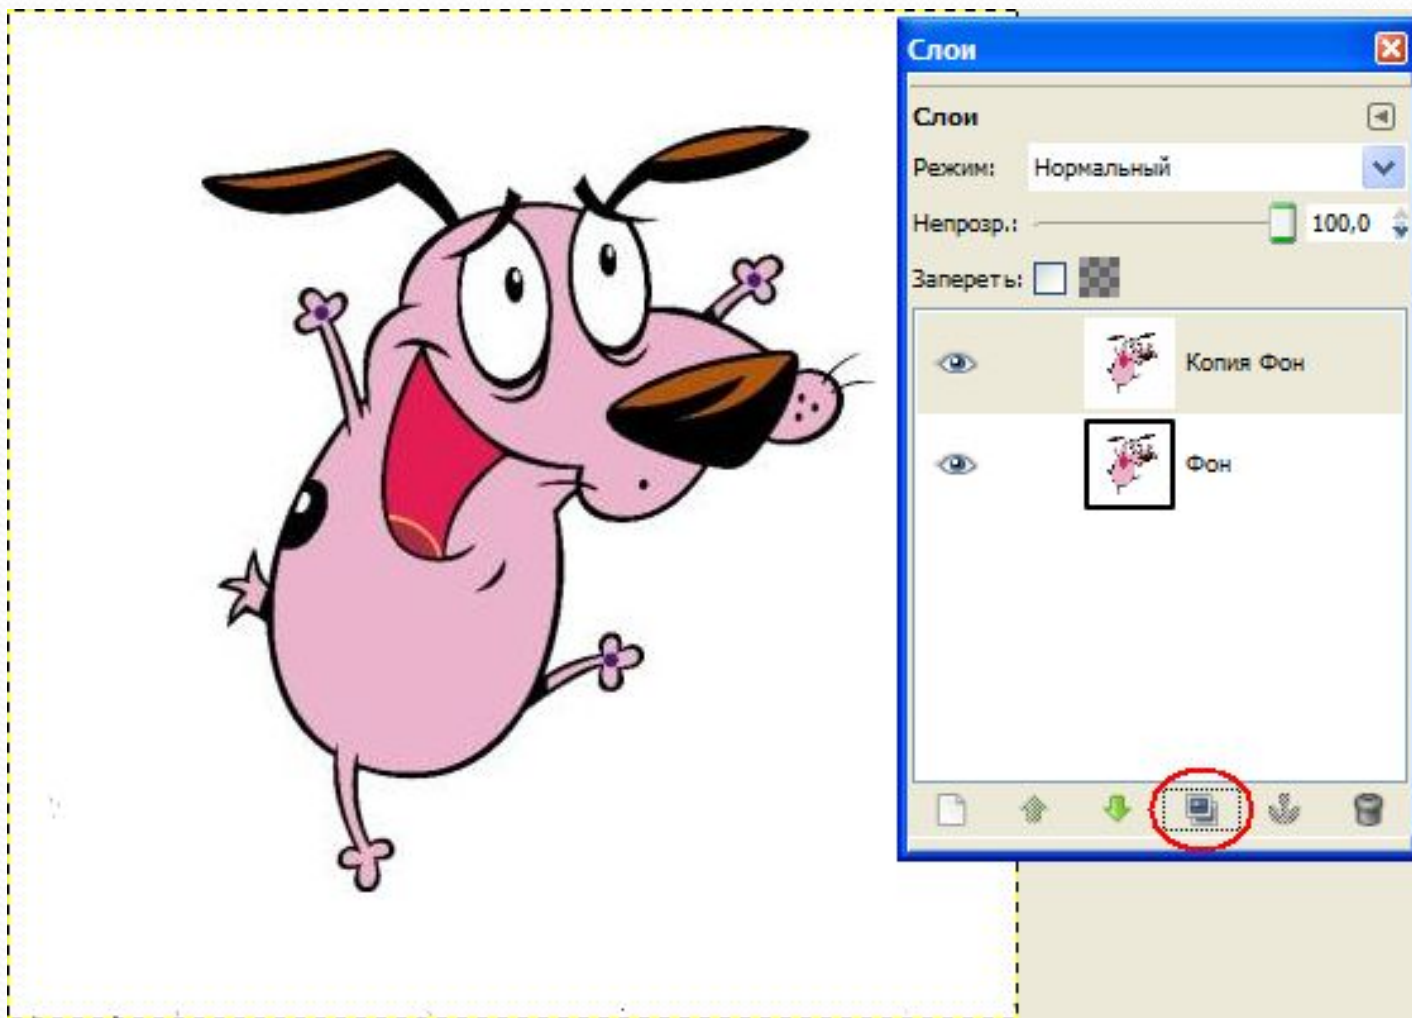 Слои
Слои
Режим: Нормальный
Непрозр.: 100,0
Запереть:
Копия Фон
Фон